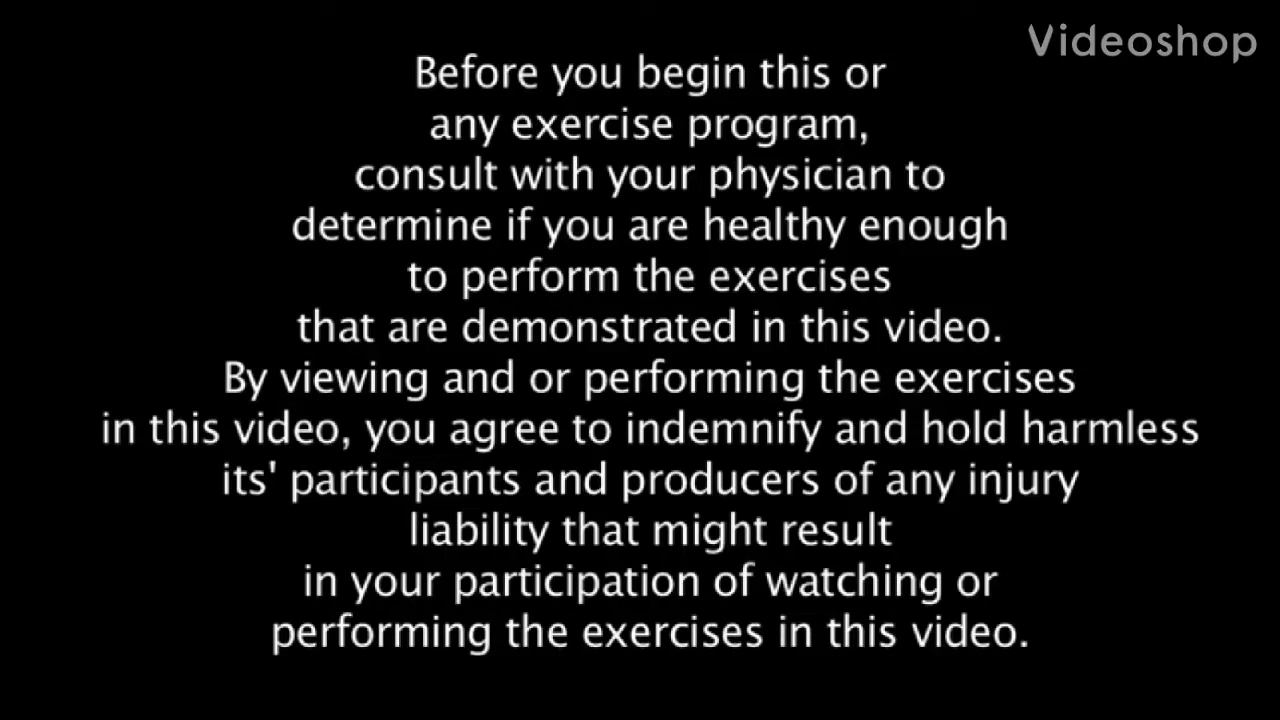 Videoshop
Before you begin this or
any exercise program,
consult with your physician to
determine if you are healthy enough
to perform the exercises
that are demonstrated in this video.
By viewing and or performing the exercises
in this video, you agree to indemnify and hold harmless
its' participants and producers of any injury
liability that might result
in your participation of watching or
performing the exercises in this video.